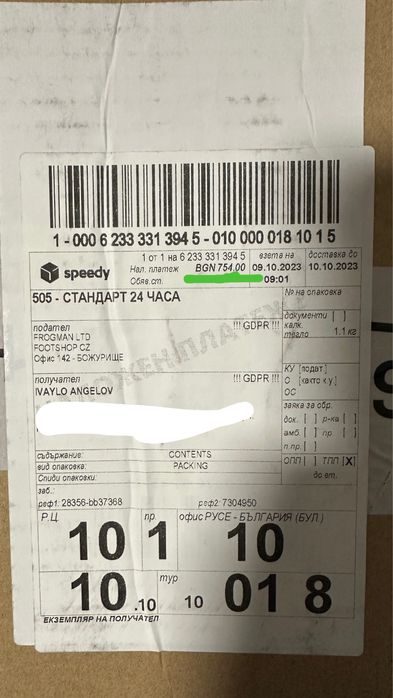 1-000 6 233 331 394 5-010 000 018 10 1 5
speedy
1 от 1 на 6 233 331 394 5
взета на
доставка до
Нал. платеж BGN 754.00
09.10.2023
10.10.2023
Обяв.ст.
09:01
505 - СТАНДАРТ 24 ЧАСА
№ на опаковка
подател
!!! GDPR !!!
FROGMAN LTD
FOOTSHOP CZ
Офис 142 - БОЖУРИЩЕ
документи [ ]
калк.
тегло 1.1 кг
получател
!!! GDPR !!!
IVAYLO ANGELOV
КУ [подат]
О [както к.у]
ОС
заявка за обр.
док. [ ] р-ка [ ]
амб. [ ] пр [ ]
п.пр.[ ]
съдържание: CONTENTS
вид опаковка: PACKING
ОПП [ ] ТПП [X]
Спиди опаковки:
до ет.
заб.:
реф1: 28356-bb37368
реф2: 7304950
Р.Ц.
пр.
офис РУСЕ - БЪЛГАРИЯ (БУЛ )
10 1 10
тур
10 .10 10 01 8
ЕКЗЕМПЛЯР НА ПОЛУЧАТЕЛ